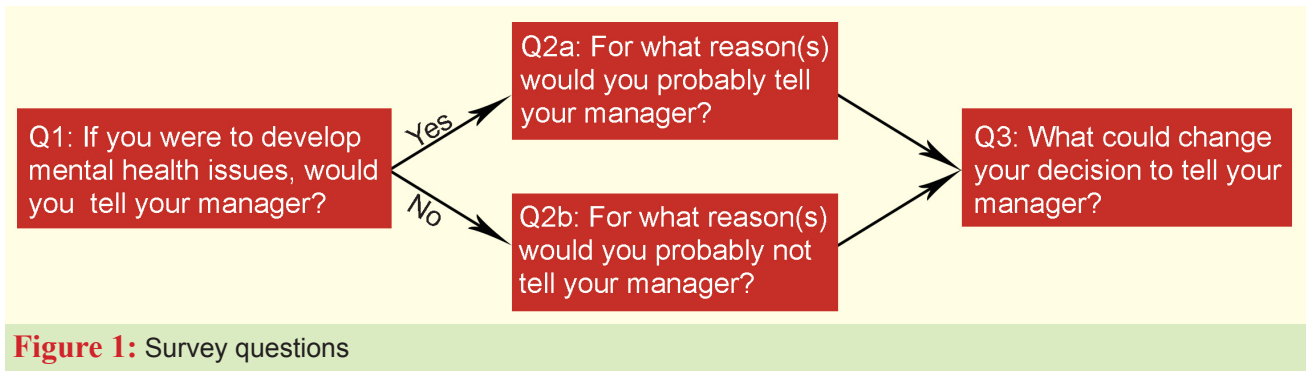 Q1: If you were to develop
mental health issues, would
you tell your manager?
Yes
No
Q2a: For what reason(s)
would you probably tell
your manager?
Q2b: For what reason(s)
would you probably not
tell your manager?
Q3: What could change
your decision to tell your
manager?
Figure 1: Survey questions